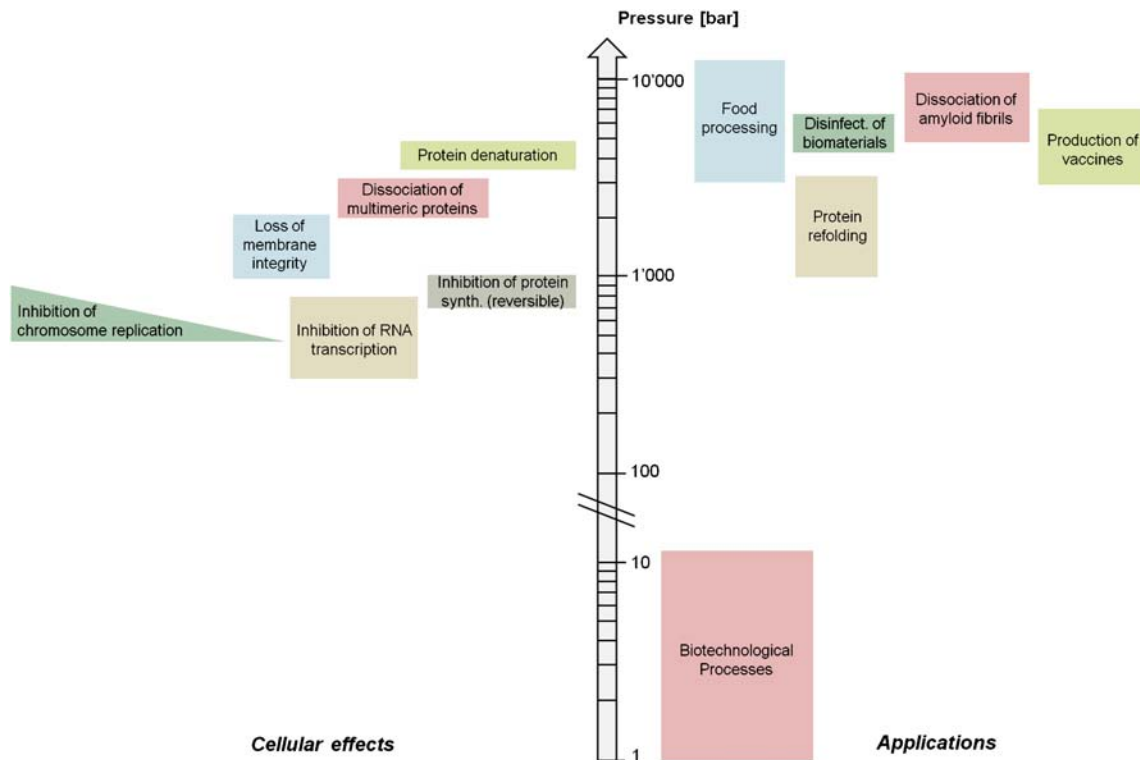 Pressure [bar]
10'000
1'000
100
10
1
Protein denaturation
Dissociation of
multimeric proteins
Loss of
membrane
integrity
Inhibition of protein
synth. (reversible)
Inhibition of
chromosome replication
Inhibition of RNA
transcription
Cellular effects
Food
processing
Disinfect. of
biomaterials
Dissociation of
amyloid fibrils
Production of
vaccines
Protein
refolding
Biotechnological
Processes
Applications